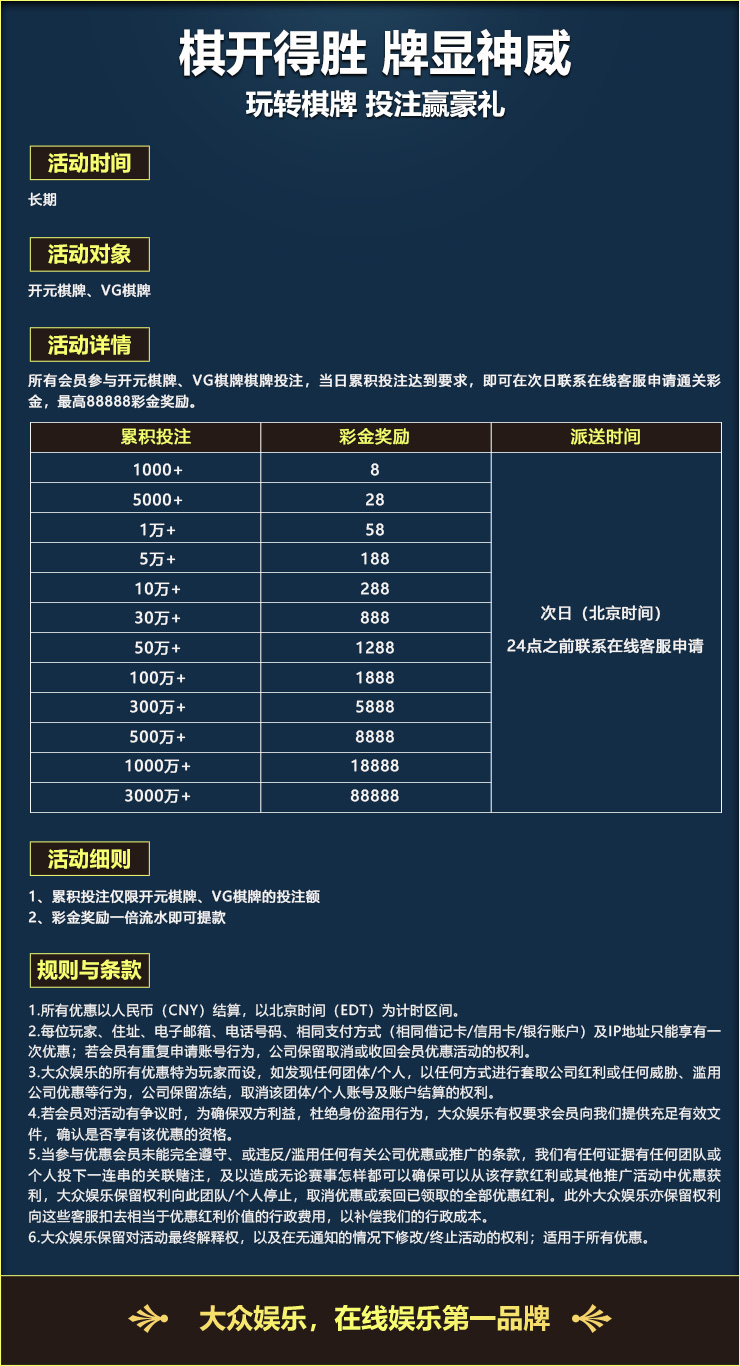 棋开得胜 牌显神威
玩转棋牌 投注赢豪礼
活动时间
长期
活动对象
开元棋牌、VG棋牌
活动详情
所有会员参与开元棋牌、VG棋牌棋牌投注，当日累积投注达到要求，即可在次日联系在线客服申请通关彩
金，最高88888彩金奖励。
累积投注 彩金奖励 派送时间
1000+ 8
5000+ 28
1万+ 58
5万+ 188
10万+ 288
30万+ 888
次日（北京时间）
50万+ 1288
24点之前联系在线客服申请
100万+ 1888
300万+ 5888
500万+ 8888
1000万+ 18888
3000万+ 88888
活动细则
1、累积投注仅限开元棋牌、VG棋牌的投注额
2、彩金奖励一倍流水即可提款
规则与条款
1.所有优惠以人民币（CNY）结算，以北京时间（EDT）为计时区间。
2.每位玩家、住址、电子邮箱、电话号码、相同支付方式（相同借记卡/信用卡/银行账户）及IP地址只能享有一
次优惠；若会员有重复申请账号行为，公司保留取消或收回会员优惠活动的权利。
3.大众娱乐的所有优惠特为玩家而设，如发现任何团体/个人，以任何方式进行套取公司红利或任何威胁、滥用
公司优惠等行为，公司保留冻结，取消该团体/个人账号及账户结算的权利。
4.若会员对活动有争议时，为确保双方利益，杜绝身份盗用行为，大众娱乐有权要求会员向我们提供充足有效文
件，确认是否享有该优惠的资格。
5.当参与优惠会员未能完全遵守、或违反/滥用任何有关公司优惠或推广的条款，我们有任何证据有任何团队或
个人投下一连串的关联赌注，及以造成无论赛事怎样都可以确保可以从该存款红利或其他推广活动中优惠获
利，大众娱乐保留权利向此团队/个人停止，取消优惠或索回已领取的全部优惠红利。此外大众娱乐亦保留权利
向这些客服扣去相当于优惠红利价值的行政费用，以补偿我们的行政成本。
6.大众娱乐保留对活动最终解释权，以及在无通知的情况下修改/终止活动的权利；适用于所有优惠。
大众娱乐，在线娱乐第一品牌